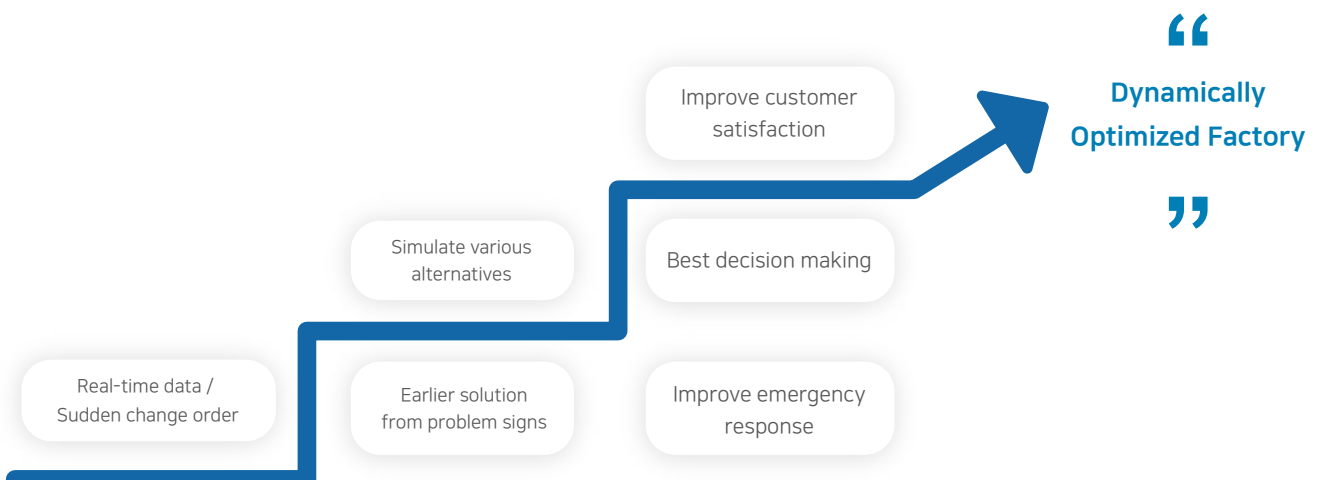 Real-time data /
Sudden change order
Simulate various
alternatives
Earlier solution
from problem signs
Improve customer
satisfaction
Best decision making
Improve emergency
response
“
Dynamically
Optimized Factory
”